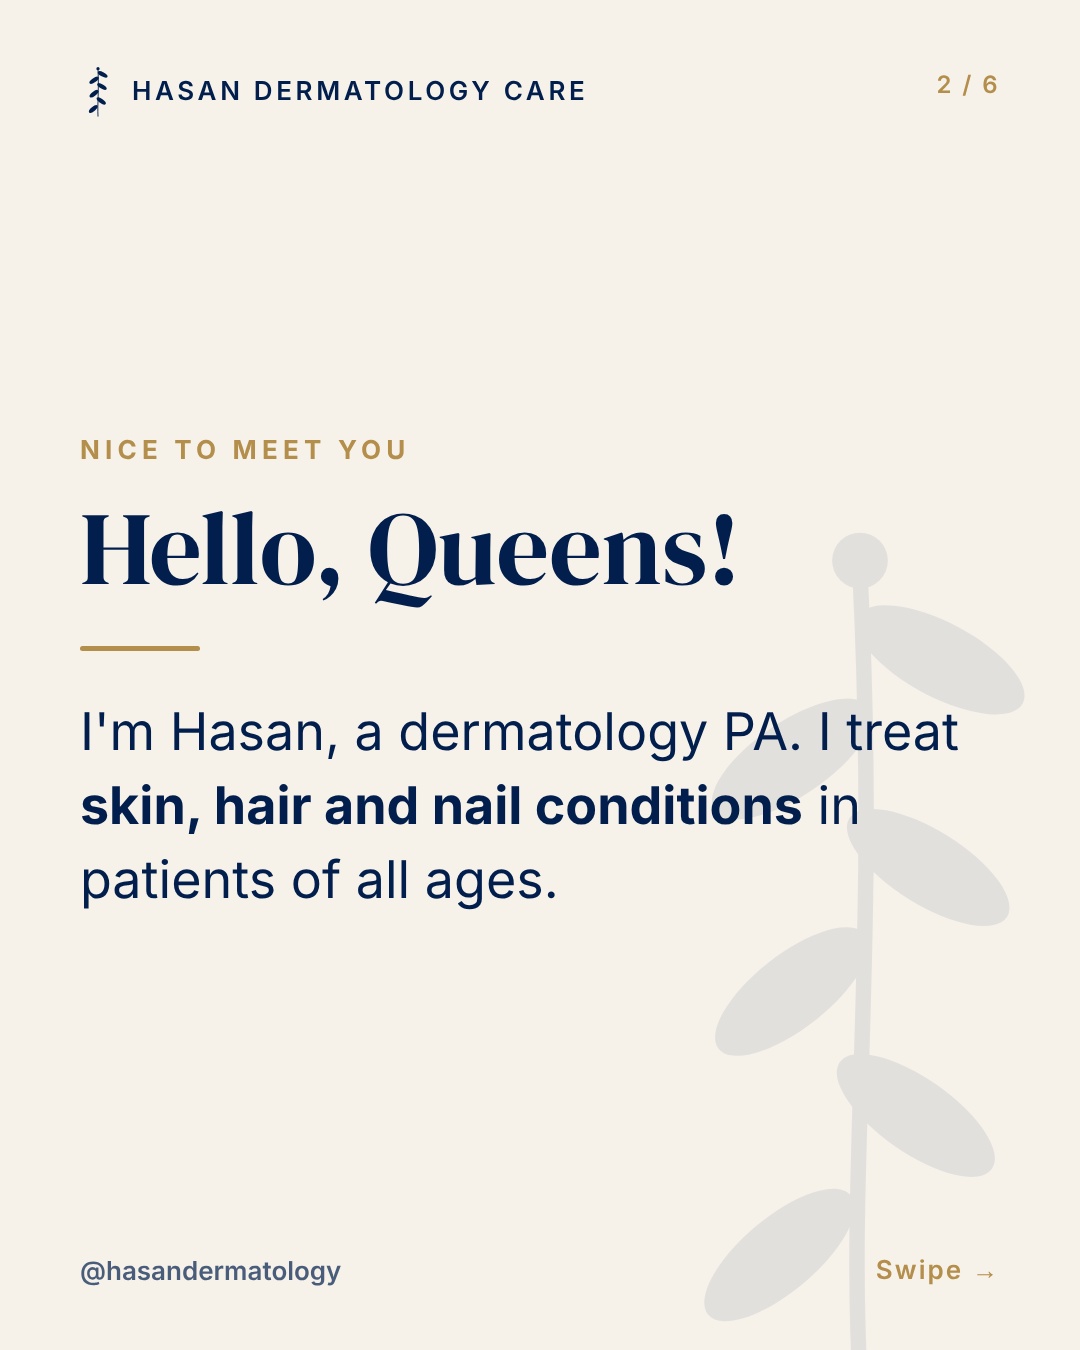 HASAN DERMATOLOGY CARE
2 / 6
NICE TO MEET YOU
Hello, Queens!
I'm Hasan, a dermatology PA. I treat
skin, hair and nail conditions in
patients of all ages.
@hasandermatology
Swipe →